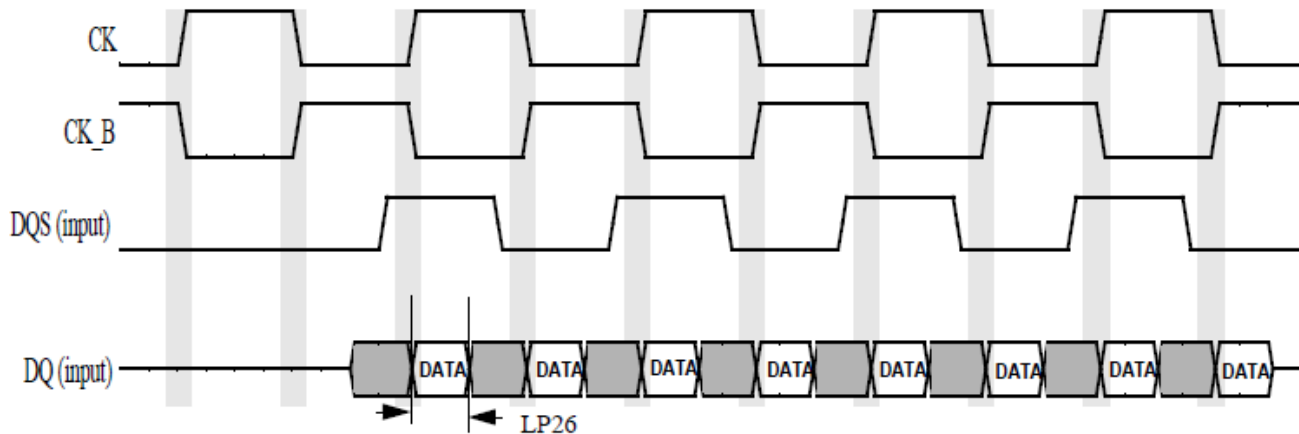 CK
CK_B
DQS (input)
DQ (input)
DATA DATA DATA DATA DATA DATA DATA DATA
LP26